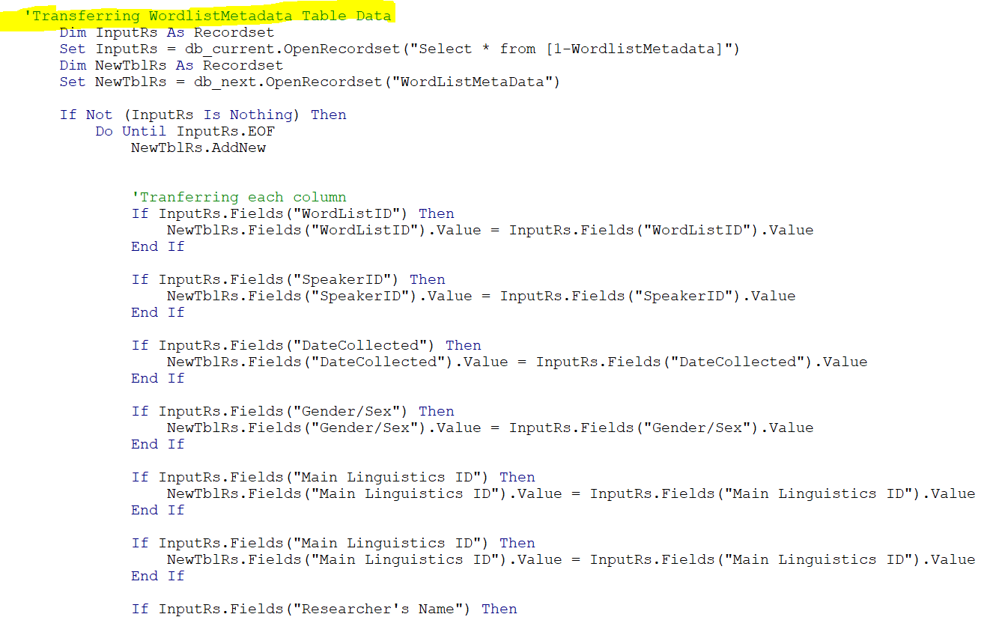 'Transferring WordlistMetadata Table Data
Dim InputRs As Recordset
Set InputRs = db_current.OpenRecordset("Select * from [1-WordlistMetadata]")
Dim NewTblRs As Recordset
Set NewTblRs = db_next.OpenRecordset("WordListMetaData")
If Not (InputRs Is Nothing) Then
Do Until InputRs.EOF
NewTblRs.AddNew
'Tranferring each column
If InputRs.Fields("WordListID") Then
NewTblRs.Fields("WordListID").Value = InputRs.Fields("WordListID").Value
End If
If InputRs.Fields("SpeakerID") Then
NewTblRs.Fields("SpeakerID").Value = InputRs.Fields("SpeakerID").Value
End If
If InputRs.Fields("DateCollected") Then
NewTblRs.Fields("DateCollected").Value = InputRs.Fields("DateCollected").Value
End If
If InputRs.Fields("Gender/Sex") Then
NewTblRs.Fields("Gender/Sex").Value = InputRs.Fields("Gender/Sex").Value
End If
If InputRs.Fields("Main Linguistics ID") Then
NewTblRs.Fields("Main Linguistics ID").Value = InputRs.Fields("Main Linguistics ID").Value
End If
If InputRs.Fields("Main Linguistics ID") Then
NewTblRs.Fields("Main Linguistics ID").Value = InputRs.Fields("Main Linguistics ID").Value
End If
If InputRs.Fields("Researcher's Name") Then